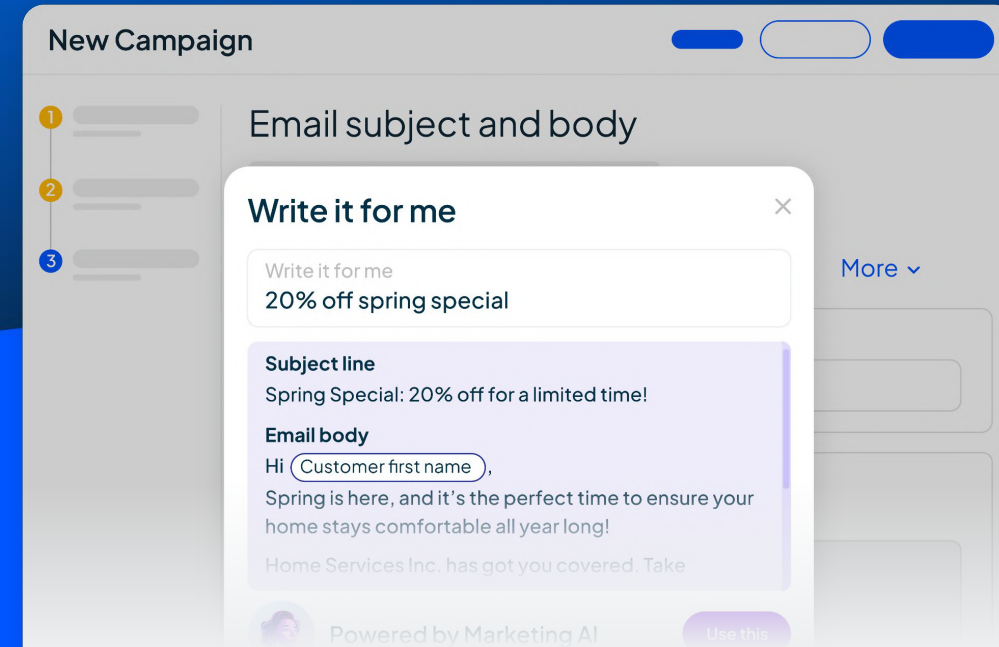 New Campaign
1
2
3
Email subject and body
Write it for me
Write it for me
20% off spring special
More
Subject line
Spring Special: 20% off for a limited time!
Email body
Hi Customer first name ,
Spring is here, and it’s the perfect time to ensure your
home stays comfortable all year long!
Home Services Inc. has got you covered. Take
Powered by Marketing AI
Use this